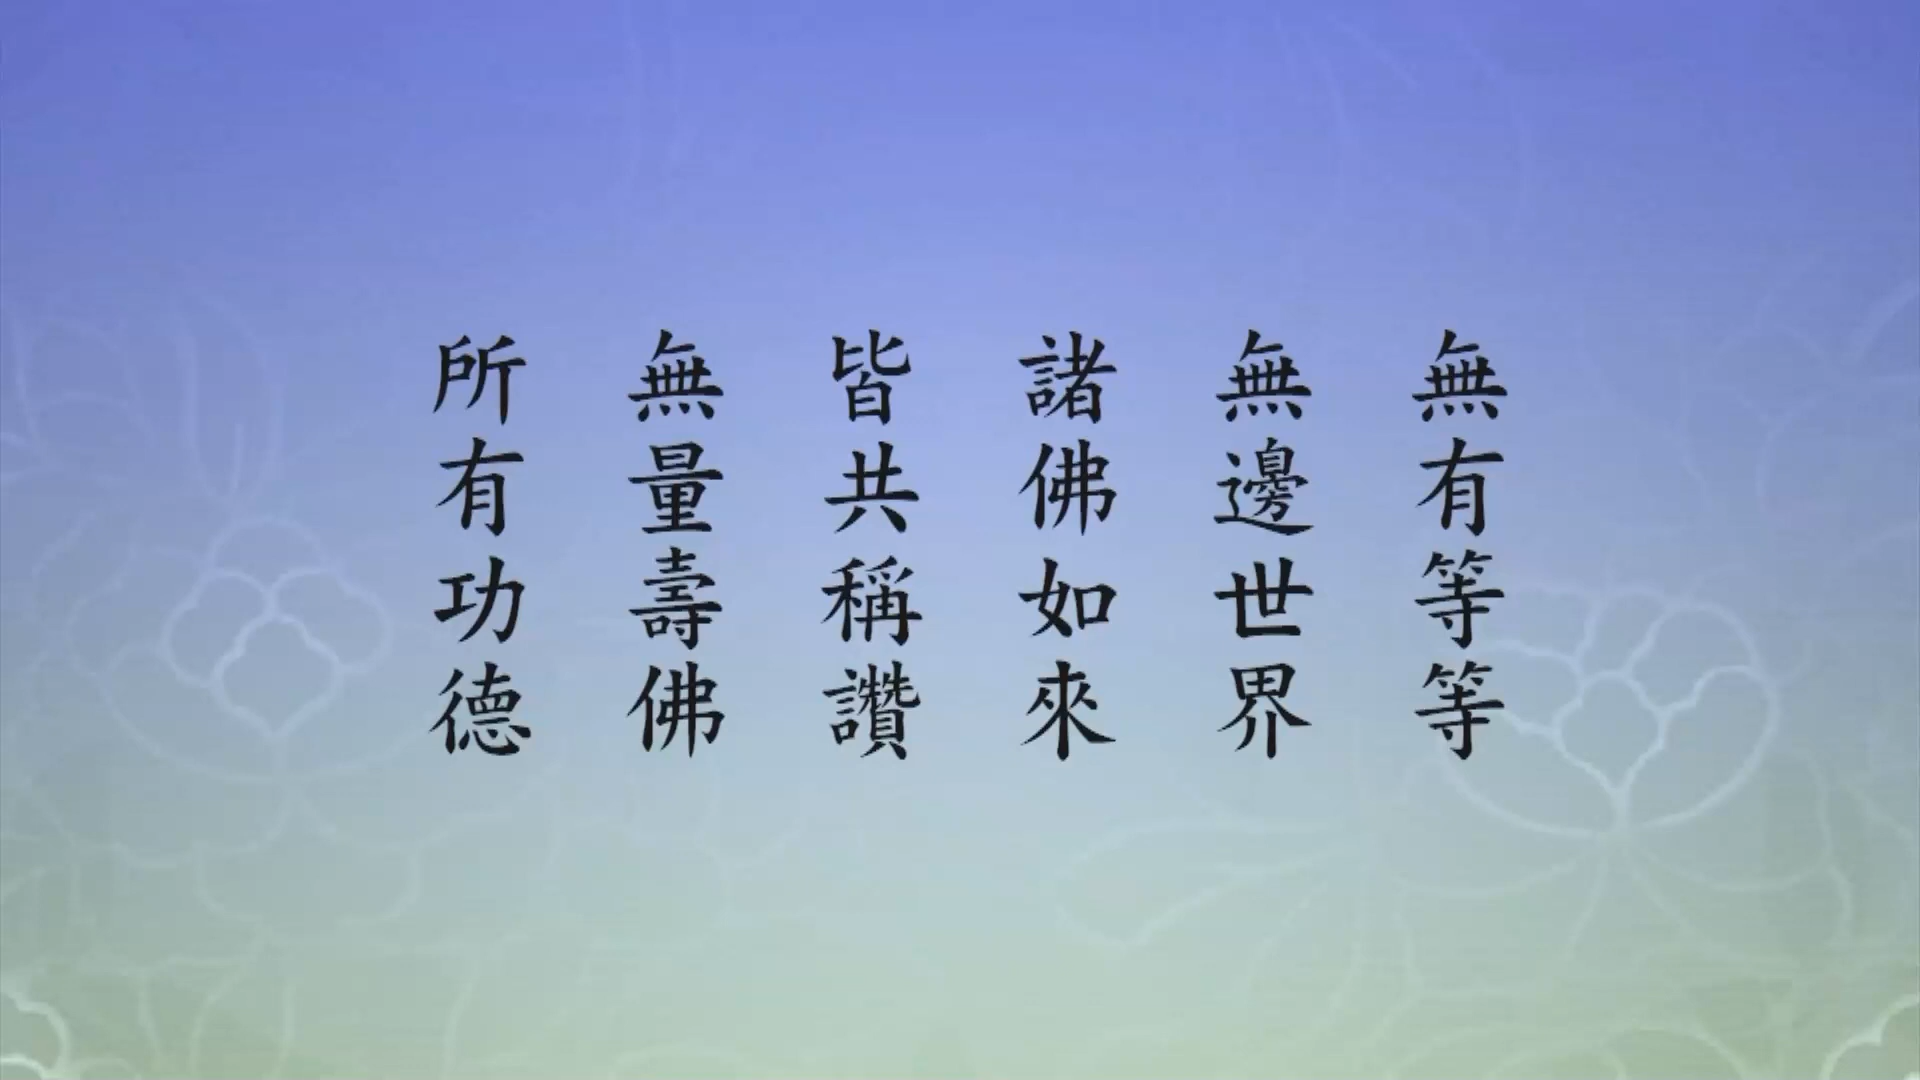 無有等等
無邊世界
諸佛如來
皆共稱讚
無量壽佛
所有功德